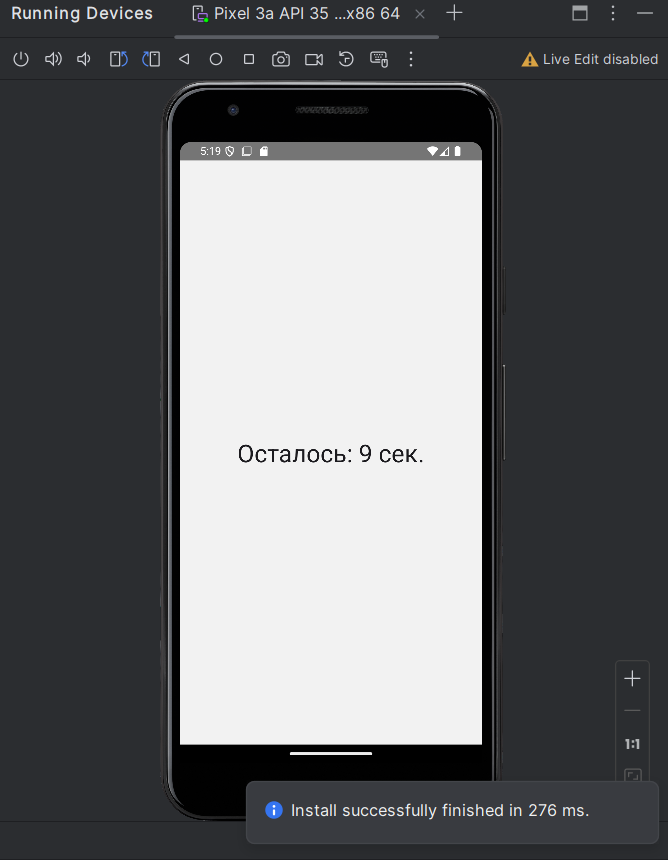 Running Devices
Pixel 3a API 35 ...x86 64
Live Edit disabled
5:19
Осталось: 9 сек.
1:1
Install successfully finished in 276 ms.